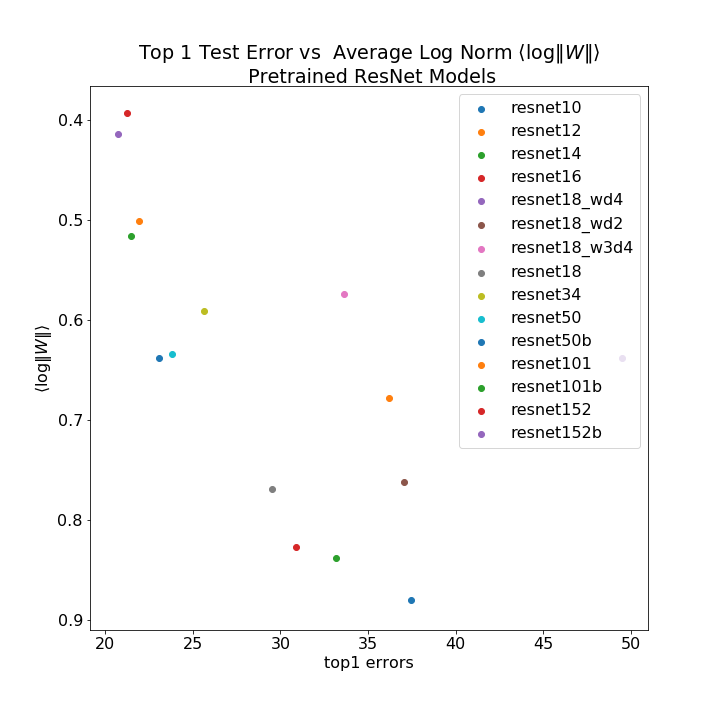 Top 1 Test Error vs  Average Log Norm ⟨log‖W‖⟩
Pretrained ResNet Models
⟨log‖W‖⟩
0.4
0.5
0.6
0.7
0.8
0.9
resnet10
resnet12
resnet14
resnet16
resnet18_wd4
resnet18_wd2
resnet18_w3d4
resnet18
resnet34
resnet50
resnet50b
resnet101
resnet101b
resnet152
resnet152b
20 25 30 35 40 45 50
top1 errors